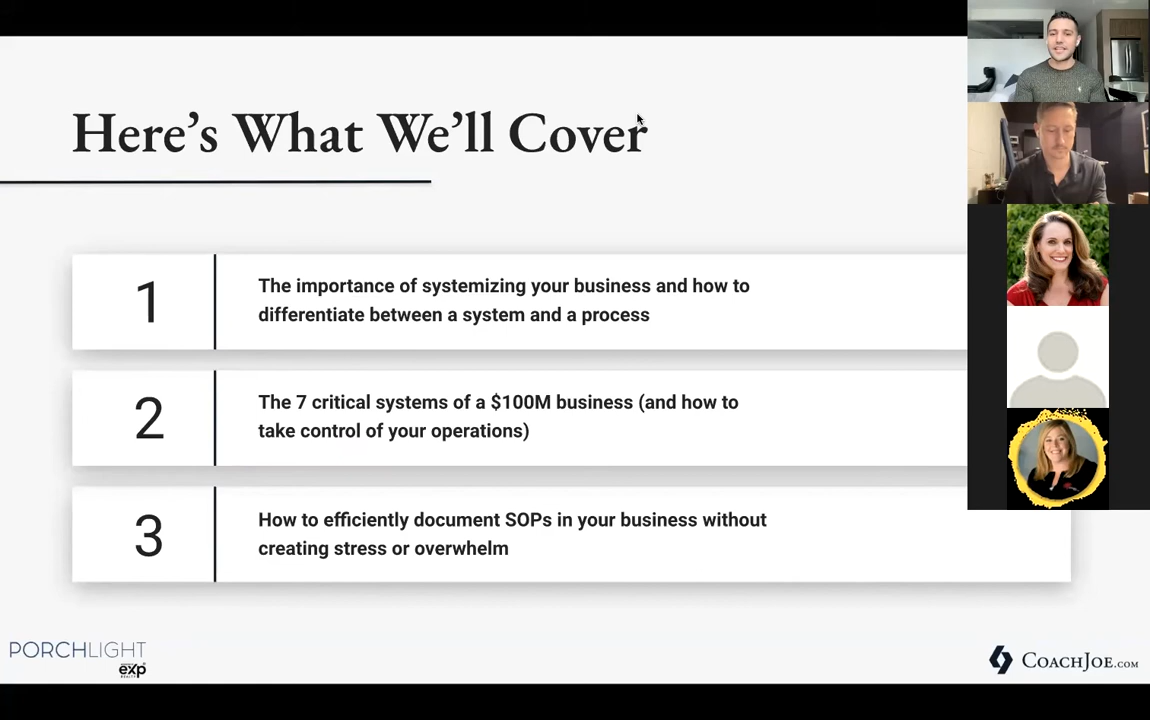 Here's What We'll Cover
1
The importance of systemizing your business and how to
differentiate between a system and a process
2
The 7 critical systems of a $100M business (and how to
take control of your operations)
3
How to efficiently document SOPs in your business without
creating stress or overwhelm
PORCHLIGHT
exp
REALTY
COACHJOE.COM